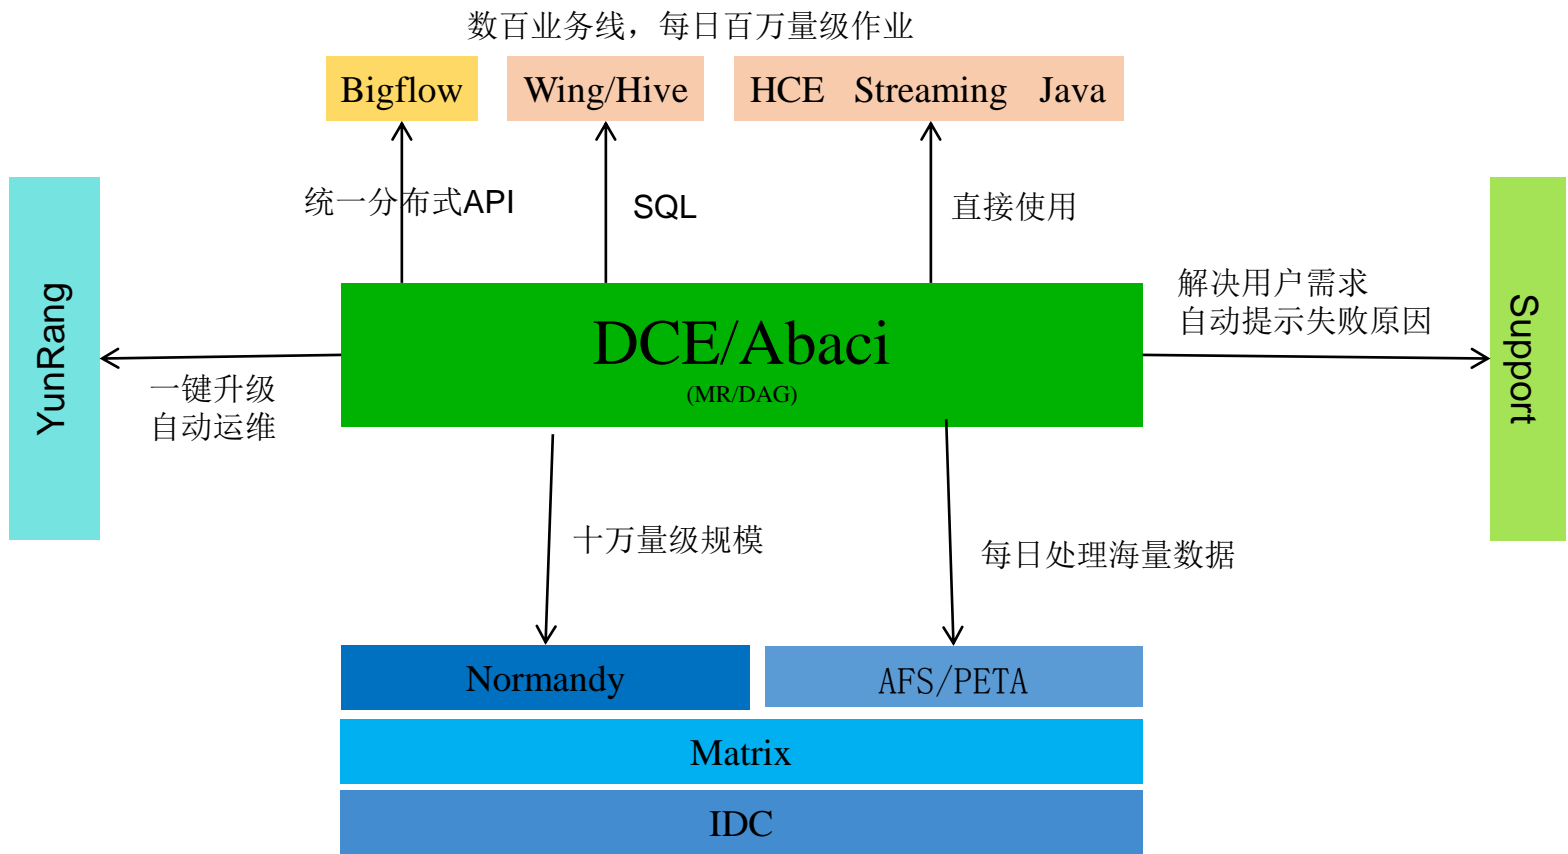 数百业务线，每日百万量级作业
Bigflow
Wing/Hive
HCE Streaming Java
统一分布式API
SQL
直接使用
YunRang
一键升级
自动运维
DCE/Abaci
(MR/DAG)
解决用户需求
自动提示失败原因
Support
十万量级规模
每日处理海量数据
Normandy
AFS/PETA
Matrix
IDC